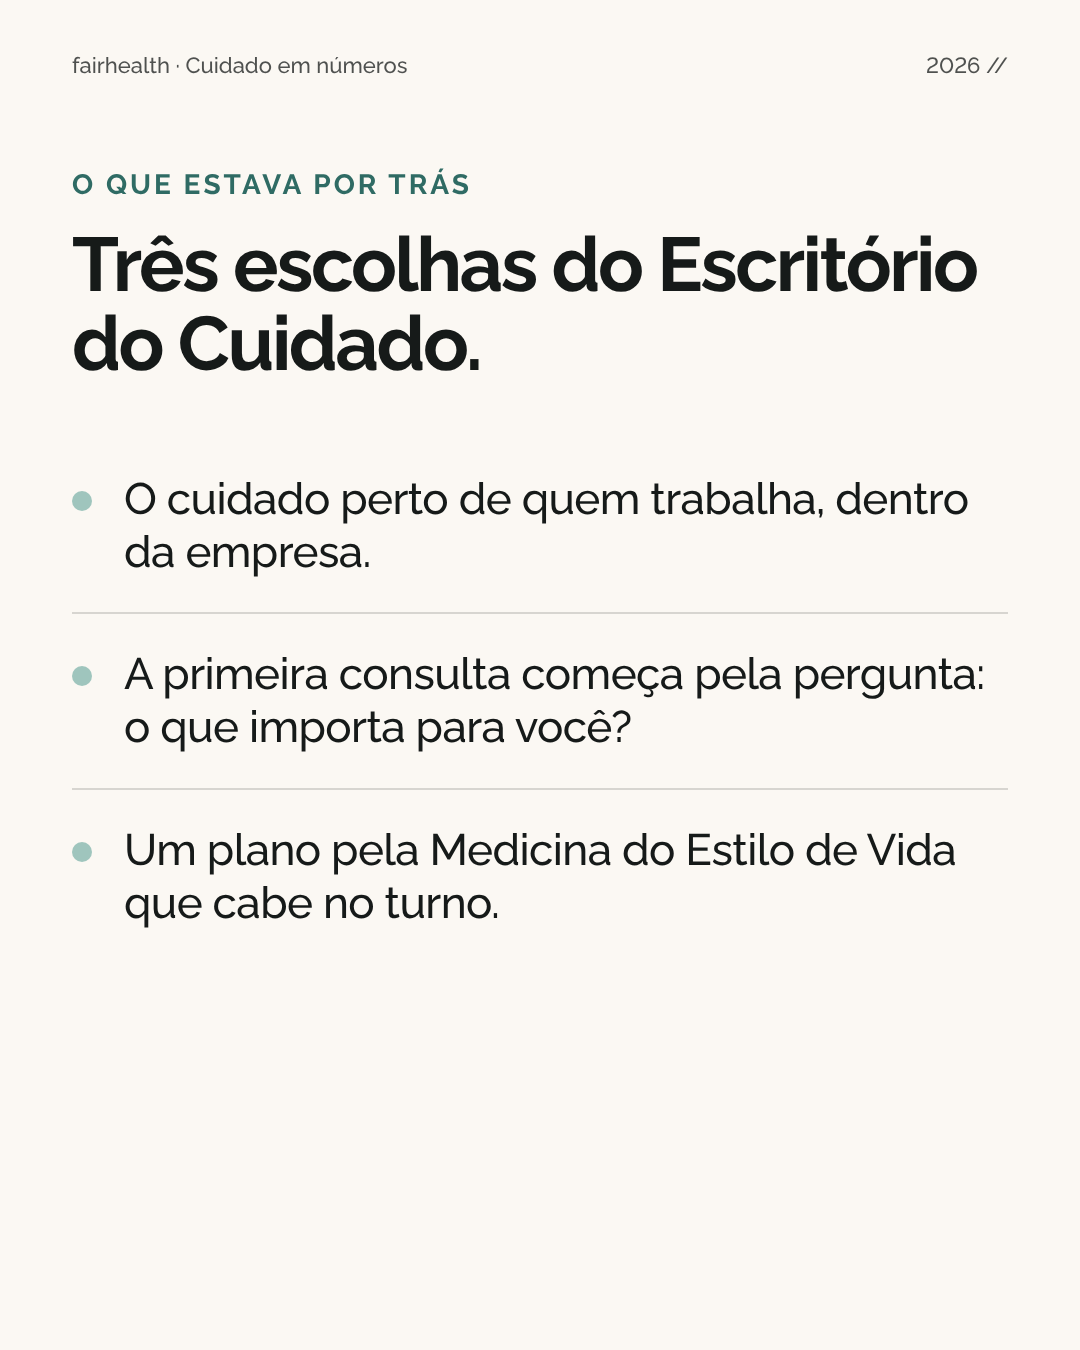 fairhealth · Cuidado em números
2026 //
O QUE ESTAVA POR TRÁS
Três escolhas do Escritório
do Cuidado.
O cuidado perto de quem trabalha, dentro
da empresa.
A primeira consulta começa pela pergunta:
o que importa para você?
Um plano pela Medicina do Estilo de Vida
que cabe no turno.